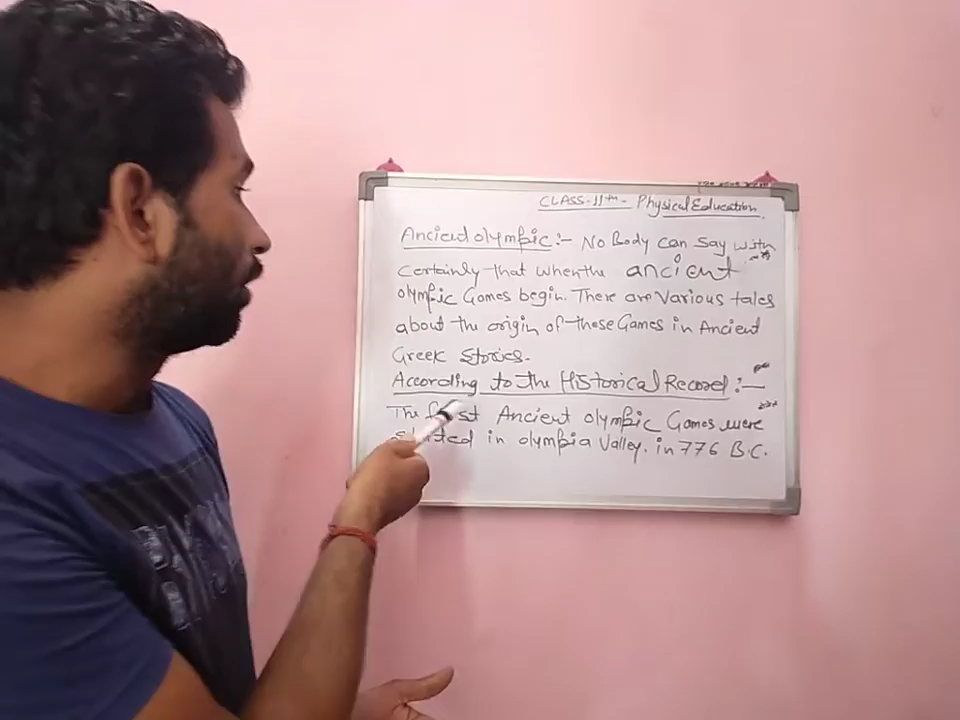 CLASS-11th - Physical Education
Ancient olympic:- No Body can say with
Certainly that when the ancient
olympic Games begin. There are Various tales
about the origin of these Games in Ancient
Greek Stories.
According to the Historical Record:-
The first Ancient olympic Games were
Started in olympia Valley. in 776 B.C.